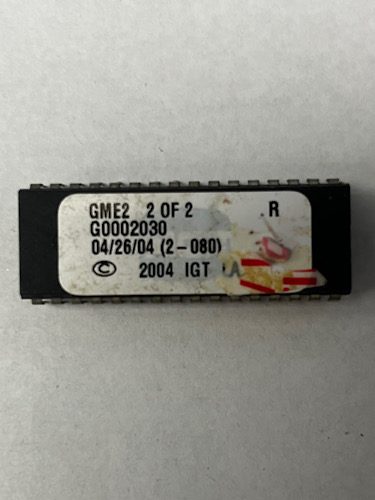 GME2 2 OF 2 R
G0002030
04/26/04 (2-080)
© 2004 IGT A